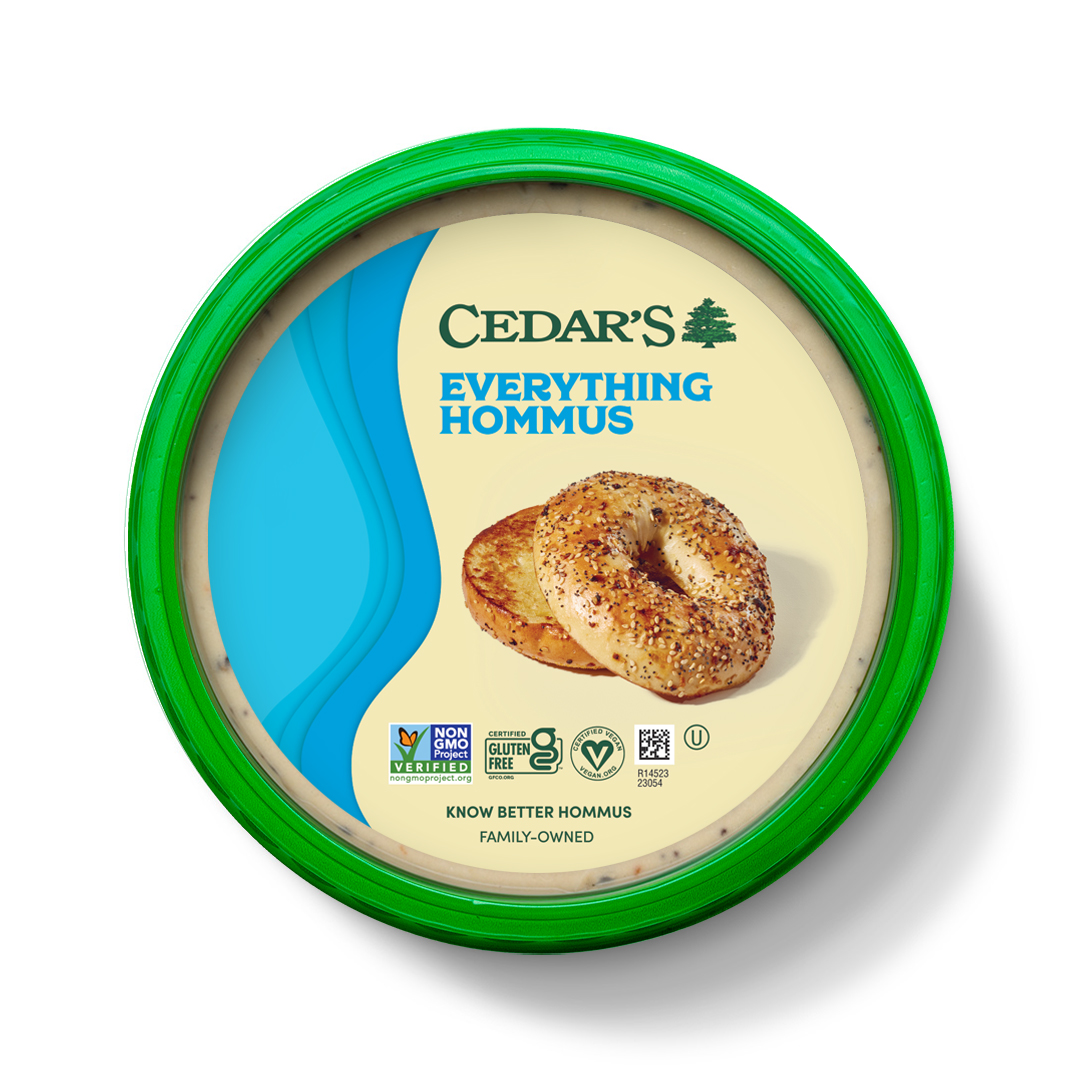 CEDAR'S
EVERYTHING
HOMMUS
NON
GMO
Project
VERIFIED
nongmoproject.org
CERTIFIED
GLUTEN
FREE
GFCO.ORG
CERTIFIED VEGAN
VEGAN.ORG
R14523
23054
U
KNOW BETTER HOMMUS
FAMILY-OWNED